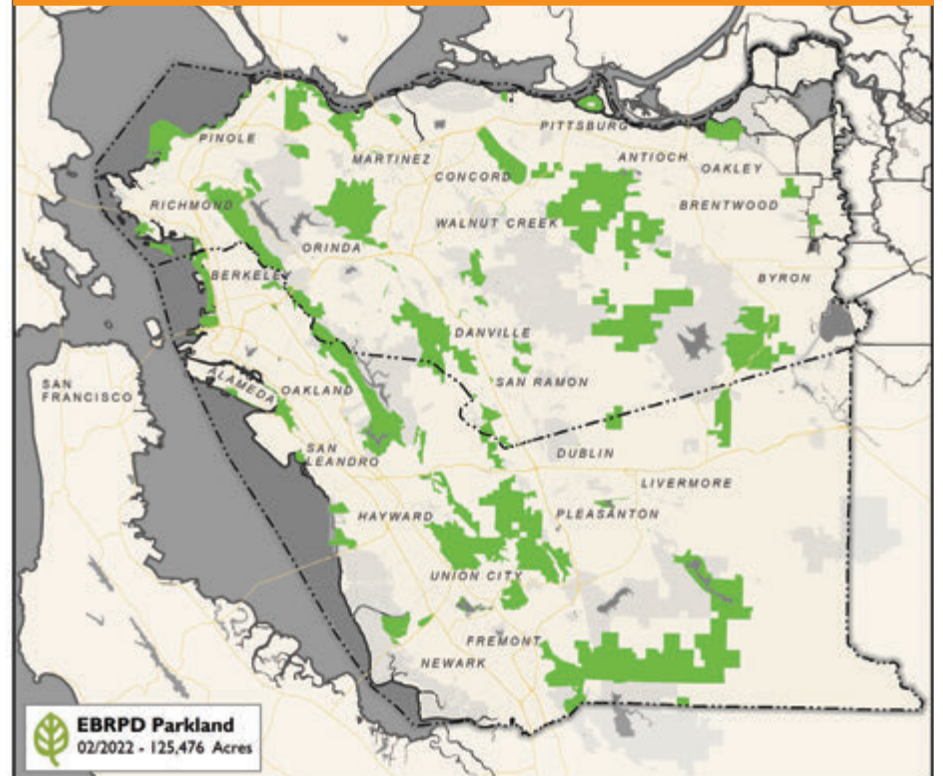 PINOLE
PITTSBURG
MARTINEZ
ANTIOCH
OAKLEY
CONCORD
RICHMOND
BRENTWOOD
WALNUT CREEK
ORINDA
BERKELEY
BYRON
DANVILLE
SAN
FRANCISCO
ALAMEDA
OAKLAND
SAN RAMON
SAN
LEANDRO
DUBLIN
LIVERMORE
HAYWARD
PLEASANTON
UNION CITY
FREMONT
NEWARK
EBRPD Parkland
02/2022 - 125,476 Acres